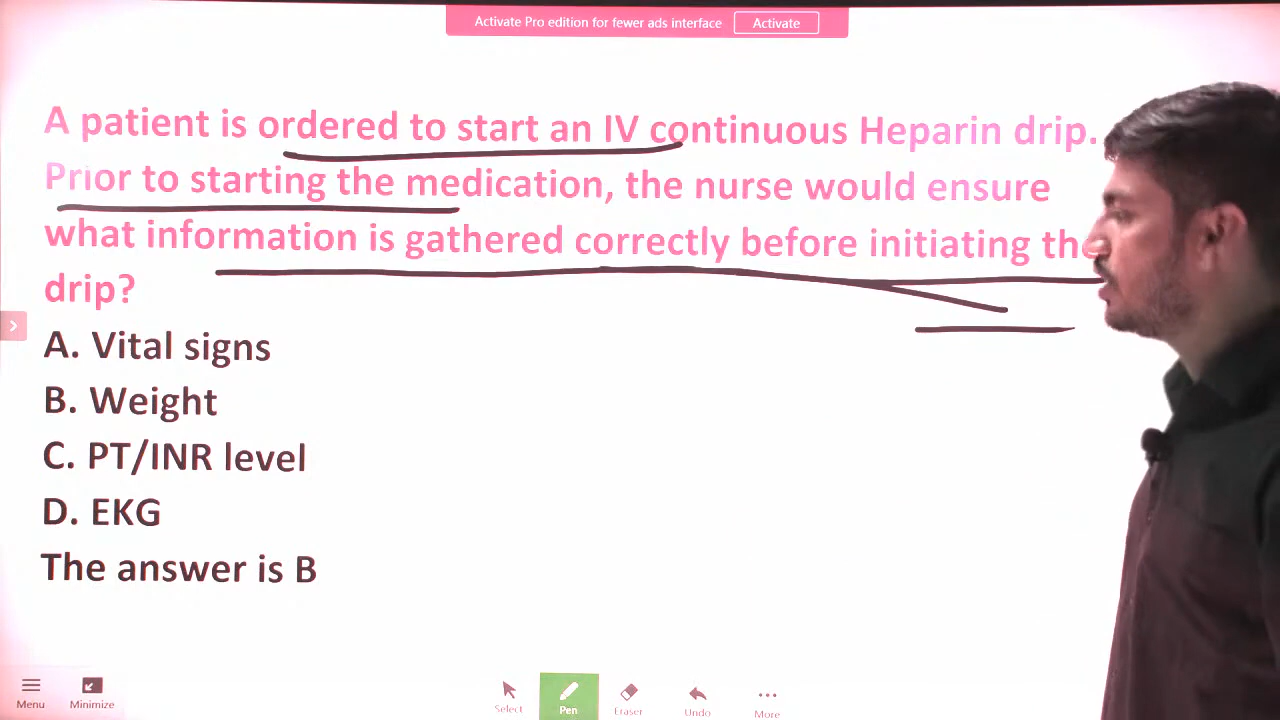 Activate Pro edition for fewer ads interface Activate
A patient is ordered to start an IV continuous Heparin drip.
Prior to starting the medication, the nurse would ensure
what information is gathered correctly before initiating the
drip?
A. Vital signs
B. Weight
C. PT/INR level
D. EKG
The answer is B
Menu Minimize Select Pen Eraser Undo More